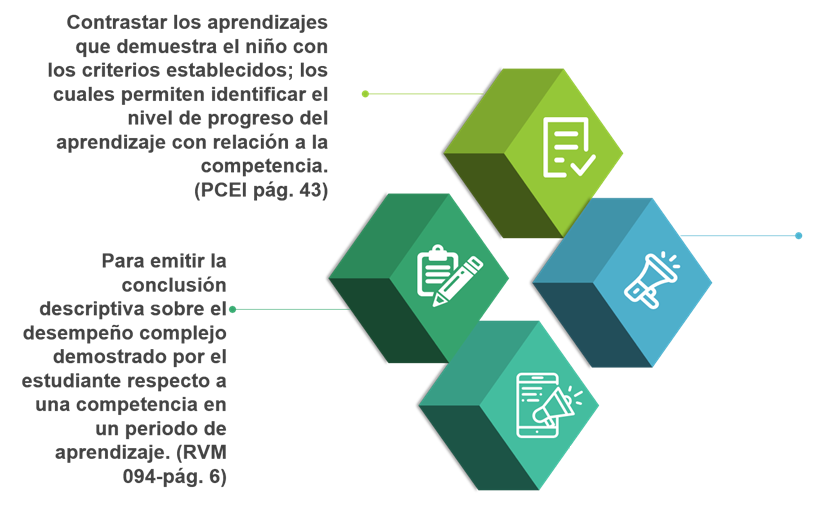 Contrastar los aprendizajes
que demuestra el niño con
los criterios establecidos; los
cuales permiten identificar el
nivel de progreso del
aprendizaje con relación a la
competencia.
(PCEI pág. 43)
Para emitir la
conclusión
descriptiva sobre el
desempeño complejo
demostrado por el
estudiante respecto a
una competencia en
un periodo de
aprendizaje. (RVM
094-pág. 6)